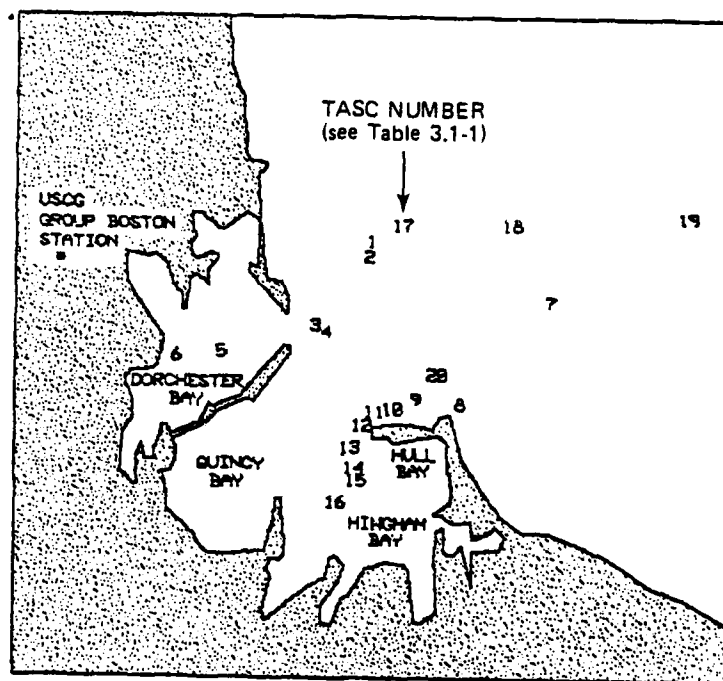 TASC NUMBER
(see Table 3.1-1)
USCG
GROUP BOSTON
STATION
17
18
19
1
2
7
3
4
6
5
DORCHESTER
BAY
20
9
8
11
10
12
13
HULL
BAY
QUINCY
BAY
14
15
16
HINGHAM
BAY